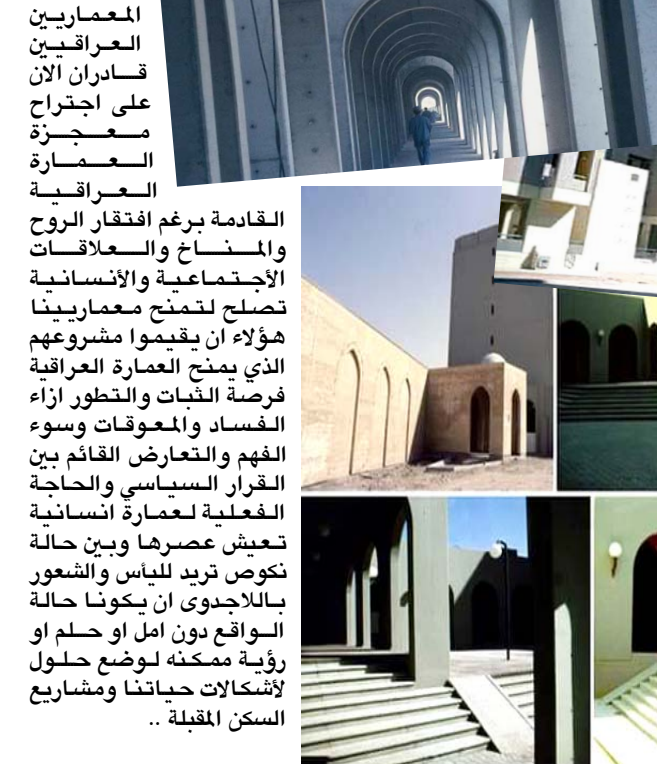 المعماريين
العراقيين
قادران الان
على اجتراح
معجزة
العمارة
العراقية
القادمة برغم افتقار الروح
والمناخ والعلاقات
الأجتماعية والأنسانية
تصلح لتمنح معماريينا
هؤلاء ان يقيموا مشروعهم
الذي يمنح العمارة العراقية
فرصة الثبات والتطور ازاء
الفساد والمعوقات وسوء
الفهم والتعارض القائم بين
القرار السياسي والحاجة
الفعلية لعمارة انسانية
تعيش عصرها وبين حالة
نكوص تريد لليأس والشعور
باللاجدوى ان يكونا حالة
الواقع دون امل او حلم او
رؤية ممكنه لوضع حلول
لأشكالات حياتنا ومشاريع
السكن المقبلة ..